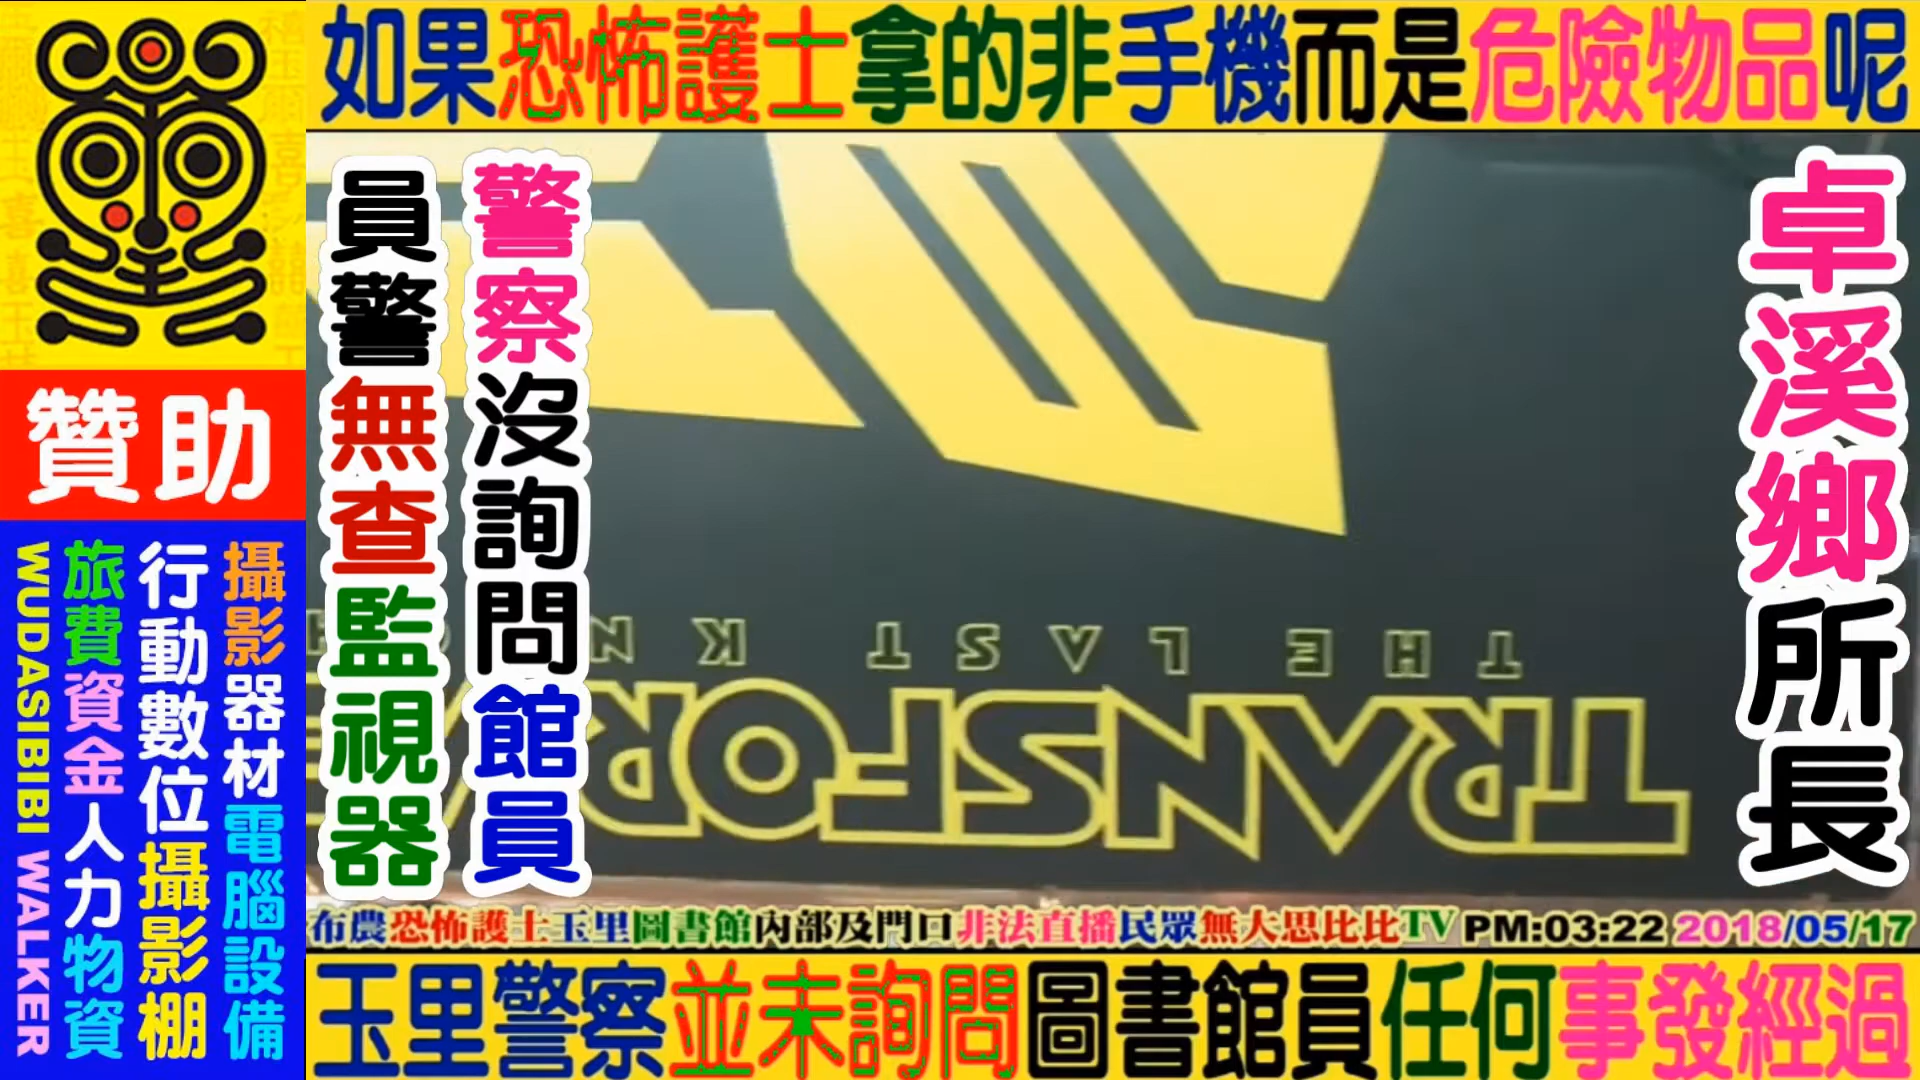 如果恐怖護士拿的非手機而是危險物品呢
卓溪鄉所長
警察沒詢問館員
員警無查監視器
THE LAST KN
TRANSFOR
布農恐怖護士玉里圖書館內部及門口非法直播民眾無大思比比TV PM:03:22 2018/05/17
玉里警察並未詢問圖書館員任何事發經過
贊助
攝影器材電腦設備
行動數位攝影棚
旅費資金人力物資
WUDASIBIBI WALKER